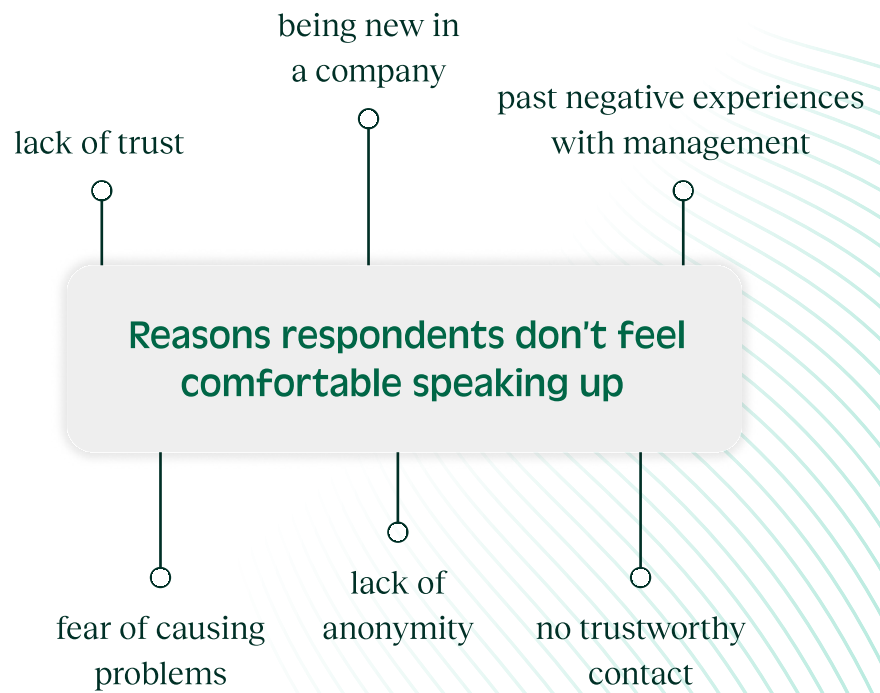 being new in
a company
past negative experiences
with management
lack of trust
Reasons respondents don't feel
comfortable speaking up
fear of causing
problems
lack of
anonymity
no trustworthy
contact